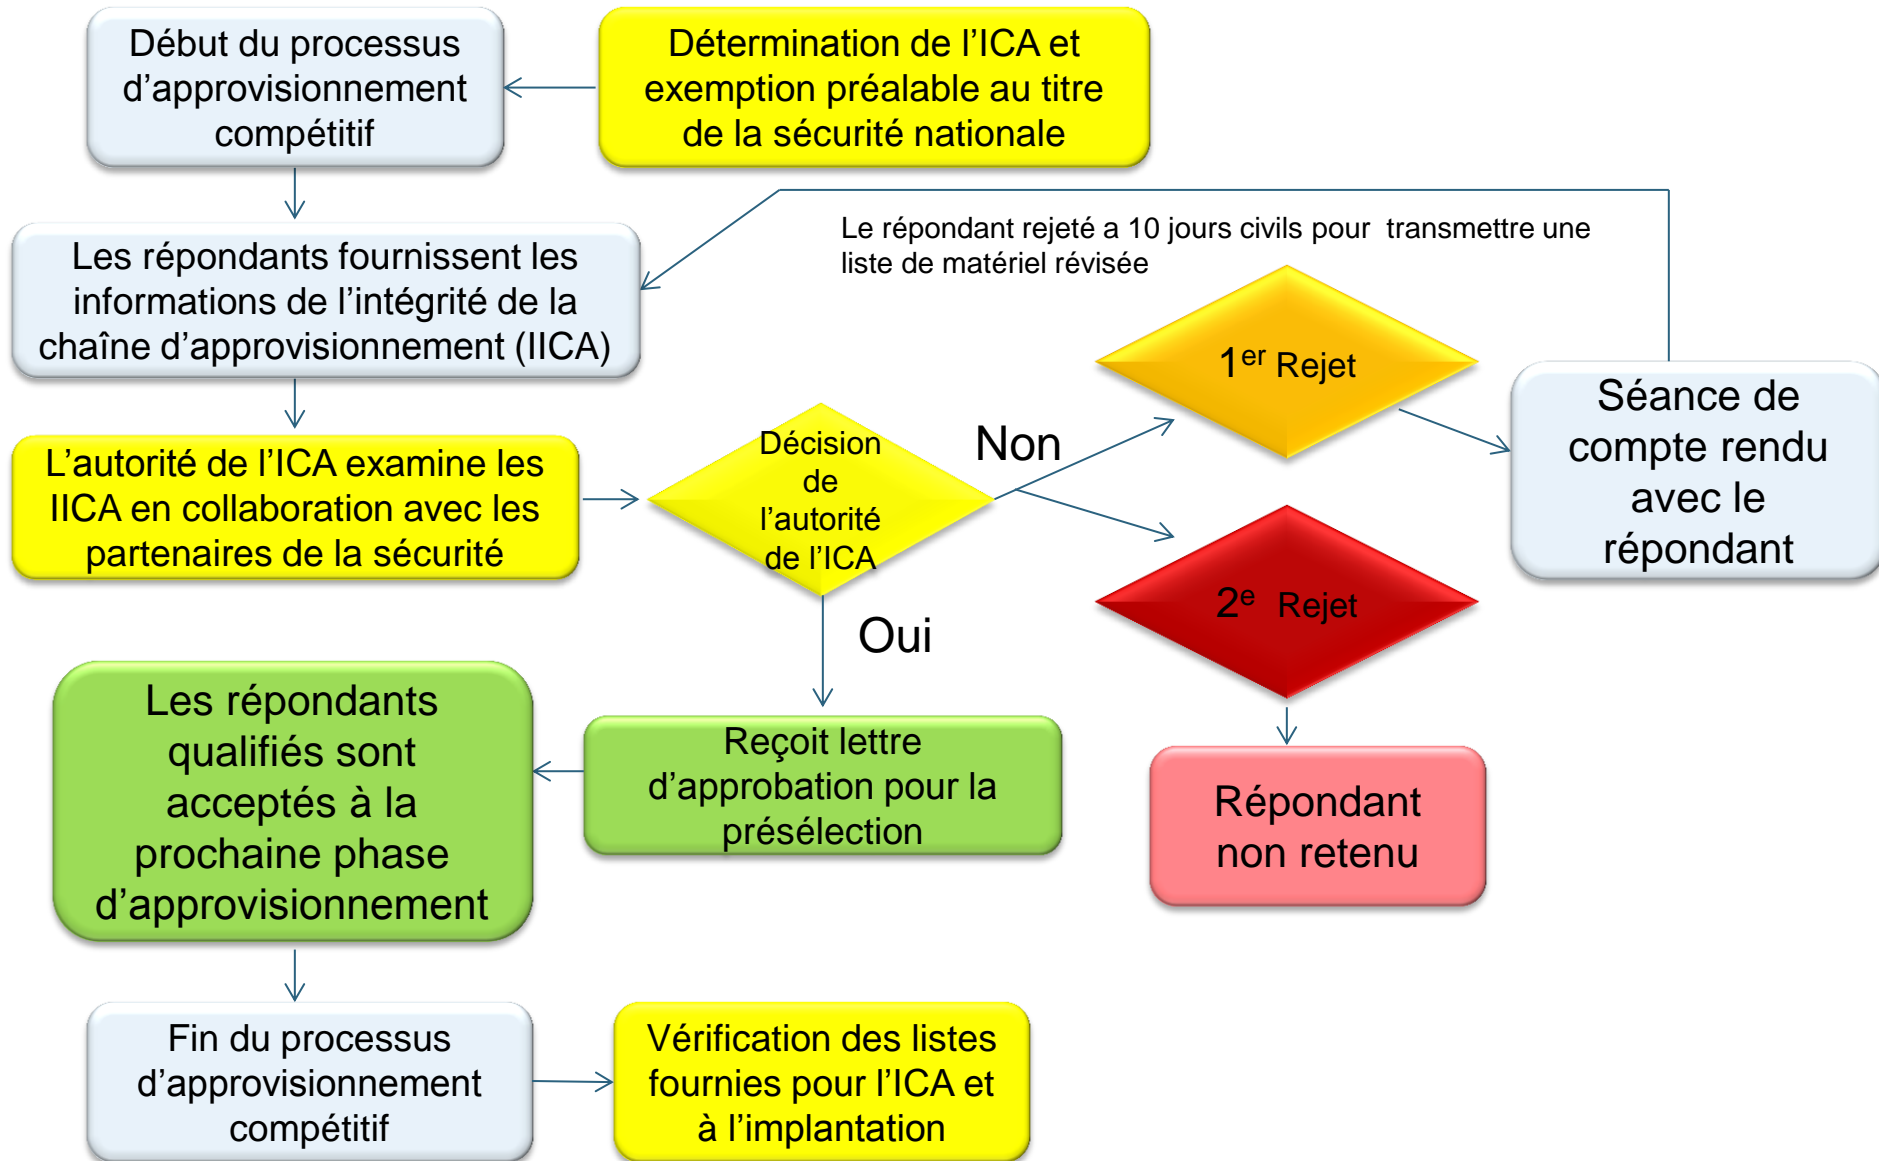 Début du processus
d’approvisionnement
compétitif
Détermination de l’ICA et
exemption préalable au titre
de la sécurité nationale
Le répondant rejeté a 10 jours civils pour  transmettre une
liste de matériel révisée
Les répondants fournissent les
informations de l’intégrité de la
chaîne d’approvisionnement (IICA)
1er Rejet
Séance de
compte rendu
avec le
répondant
L’autorité de l’ICA examine les
IICA en collaboration avec les
partenaires de la sécurité
Décision
de
l’autorité
de l’ICA
Non
2e  Rejet
Oui
Les répondants
qualifiés sont
acceptés à la
prochaine phase
d’approvisionnement
Reçoit lettre
d’approbation pour la
présélection
Répondant
non retenu
Fin du processus
d’approvisionnement
compétitif
Vérification des listes
fournies pour l’ICA et
à l’implantation